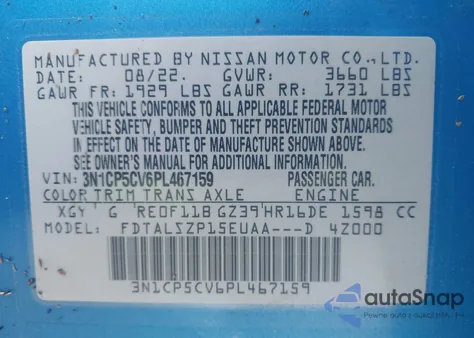 MANUFACTURED BY NISSAN MOTOR CO., LTD.
DATE: 08/22. GVWR: 3660 LBS
GAWR FR: 1929 LBS GAWR RR: 1731 LBS
THIS VEHICLE CONFORMS TO ALL APPLICABLE FEDERAL MOTOR
VEHICLE SAFETY, BUMPER AND THEFT PREVENTION STANDARDS
IN EFFECT ON THE DATE OF MANUFACTURE SHOWN ABOVE.
SEE OWNER'S MANUAL FOR ADDITIONAL INFORMATION.
VIN: 3N1CP5CV6PL467159 PASSENGER CAR.
COLOR TRIM TRANS AXLE ENGINE
XGY G RE0F11B GZ39 HR16DE 1598 CC
MODEL: FDTALSZP15EUAA---D 4Z000
3N1CP5CV6PL467159
autoSnap